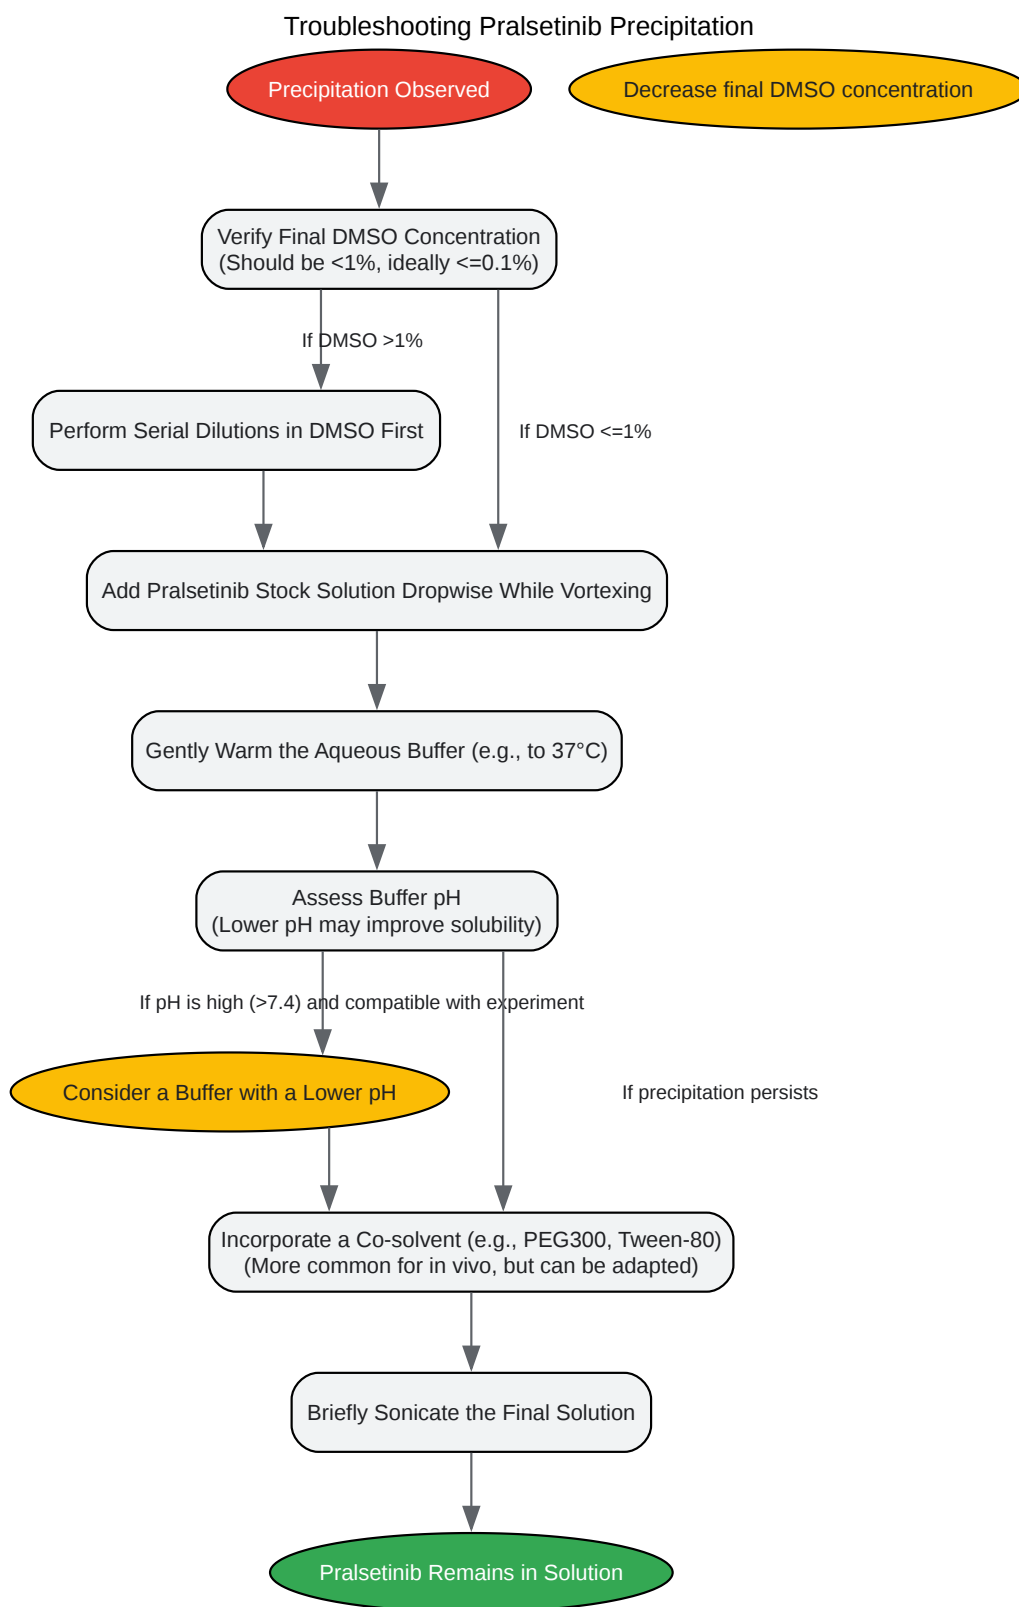 Troubleshooting Pralsetinib Precipitation
Precipitation Observed
Decrease final DMSO concentration
Verify Final DMSO Concentration
(Should be <1%, ideally <=0.1%)
If DMSO >1%
Perform Serial Dilutions in DMSO First
If DMSO <=1%
Add Pralsetinib Stock Solution Dropwise While Vortexing
Gently Warm the Aqueous Buffer (e.g., to 37°C)
Assess Buffer pH
(Lower pH may improve solubility)
If pH is high (>7.4) and compatible with experiment
Consider a Buffer with a Lower pH
If precipitation persists
Incorporate a Co-solvent (e.g., PEG300, Tween-80)
(More common for in vivo, but can be adapted)
Briefly Sonicate the Final Solution
Pralsetinib Remains in Solution